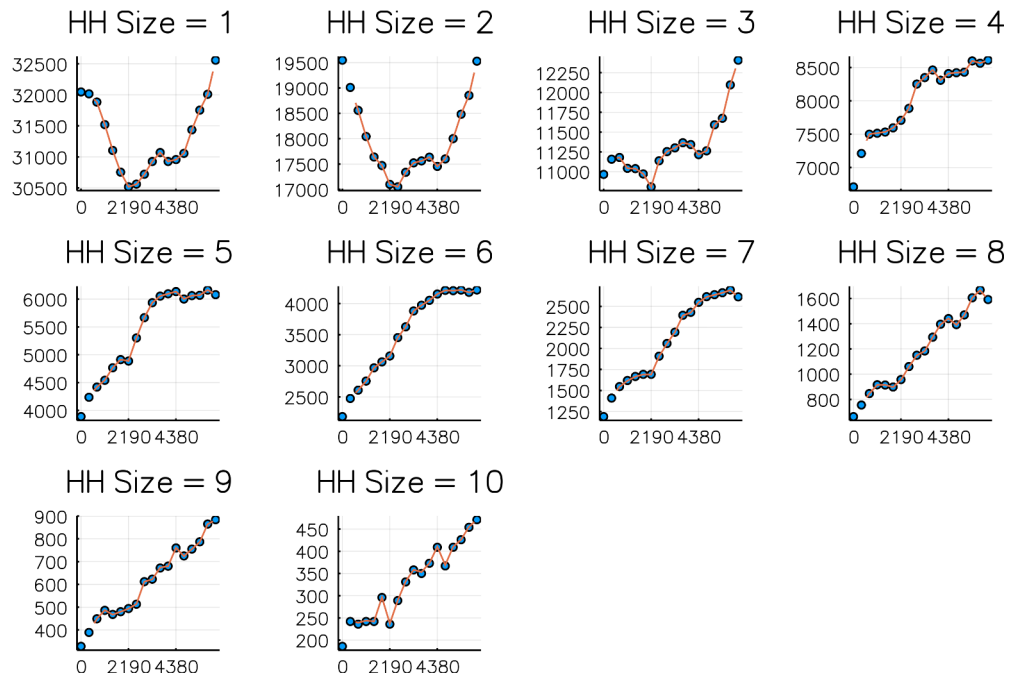 HH Size = 1
32500
32000
31500
31000
30500
0 2190 4380
HH Size = 2
19500
19000
18500
18000
17500
17000
0 2190 4380
HH Size = 3
12250
12000
11750
11500
11250
11000
0 2190 4380
HH Size = 4
8500
8000
7500
7000
0 2190 4380
HH Size = 5
6000
5500
5000
4500
4000
0 2190 4380
HH Size = 6
4000
3500
3000
2500
0 2190 4380
HH Size = 7
2500
2250
2000
1750
1500
1250
0 2190 4380
HH Size = 8
1600
1400
1200
1000
800
0 2190 4380
HH Size = 9
900
800
700
600
500
400
0 2190 4380
HH Size = 10
450
400
350
300
250
200
0 2190 4380